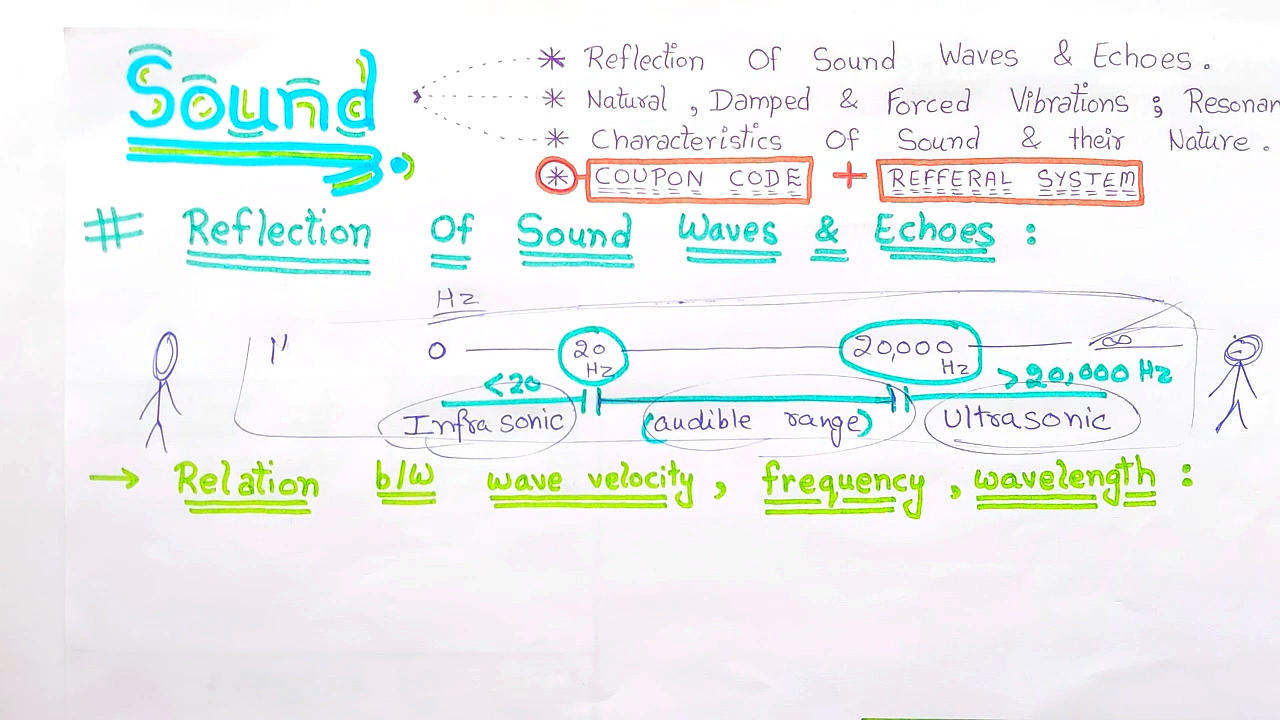 Sound
* Reflection Of Sound Waves & Echoes.
* Natural, Damped & Forced Vibrations ; Resonan
* Characteristics Of Sound & their Nature.
* COUPON CODE + REFFERAL SYSTEM
# Reflection Of Sound Waves & Echoes :
Hz
0 20 Hz 20,000 Hz ∞
<20 >20,000 Hz
Infrasonic (audible range) Ultrasonic
→ Relation b/w wave velocity, frequency, wavelength :